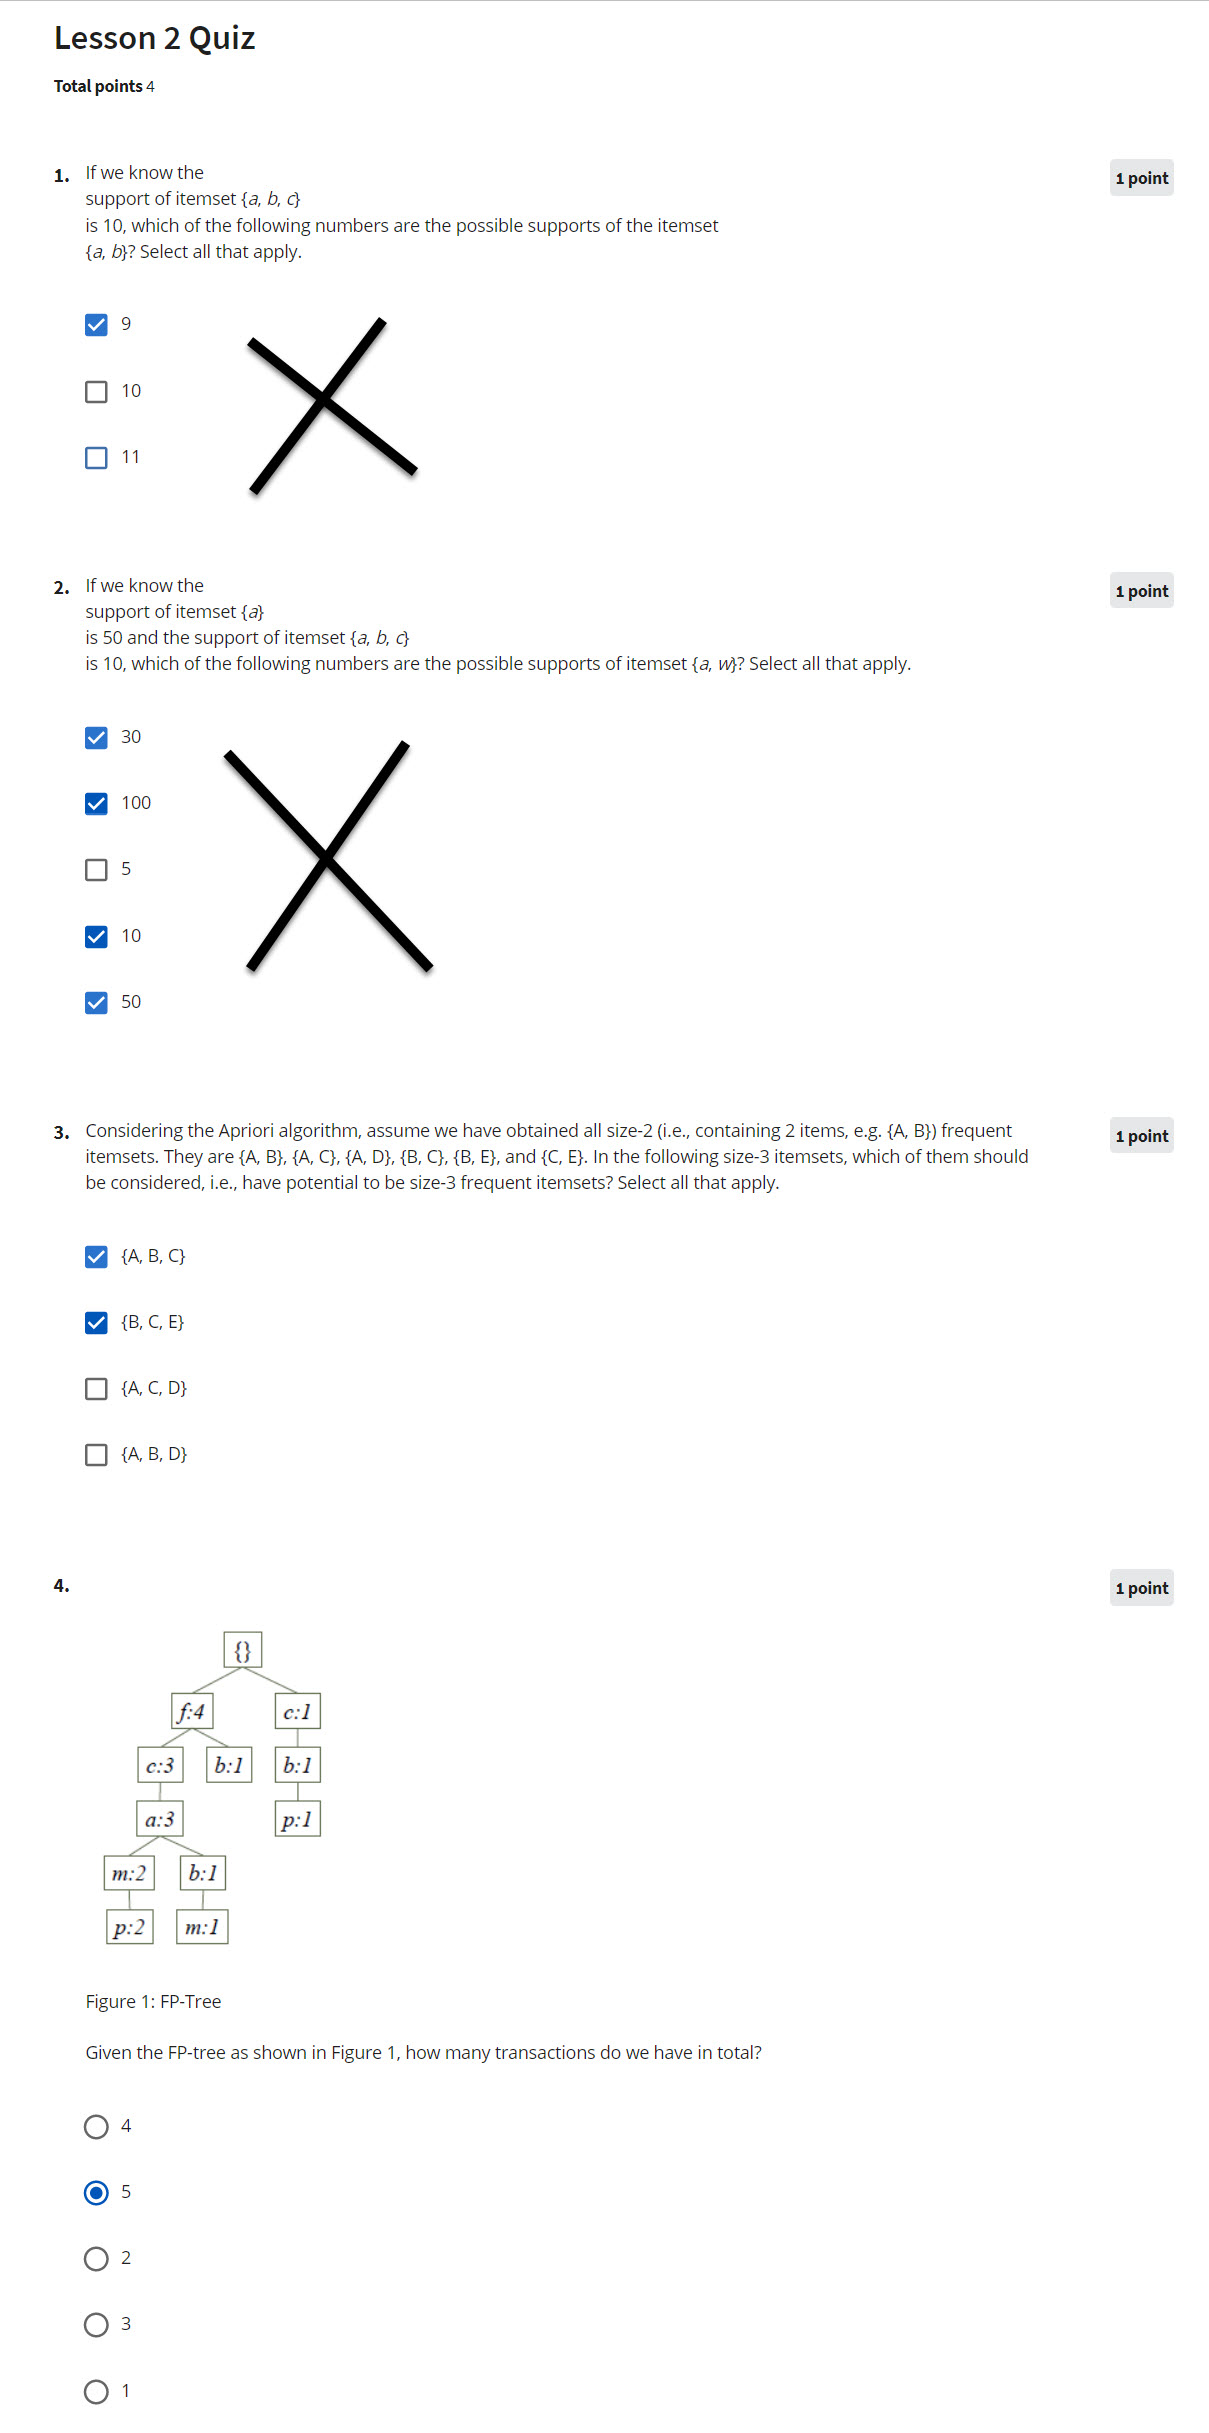 Lesson 2 Quiz
Total points 4
1. If we know the
1 point
support of itemset {a, b, c}
is 10, which of the following numbers are the possible supports of the itemset
{a, b}? Select all that apply.
9
10
11
2. If we know the
1 point
support of itemset {a}
is 50 and the support of itemset {a, b, c}
is 10, which of the following numbers are the possible supports of itemset {a, w}? Select all that apply.
30
100
5
10
50
3. Considering the Apriori algorithm, assume we have obtained all size-2 (i.e., containing 2 items, e.g. {A, B}) frequent
1 point
itemsets. They are {A, B}, {A, C}, {A, D}, {B, C}, {B, E}, and {C, E}. In the following size-3 itemsets, which of them should
be considered, i.e., have potential to be size-3 frequent itemsets? Select all that apply.
{A, B, C}
{B, C, E}
{A, C, D}
{A, B, D}
4.
1 point
{}
f:4 c:1
c:3 b:1 b:1
a:3 p:1
m:2 b:1
p:2 m:1
Figure 1: FP-Tree
Given the FP-tree as shown in Figure 1, how many transactions do we have in total?
4
5
2
3
1